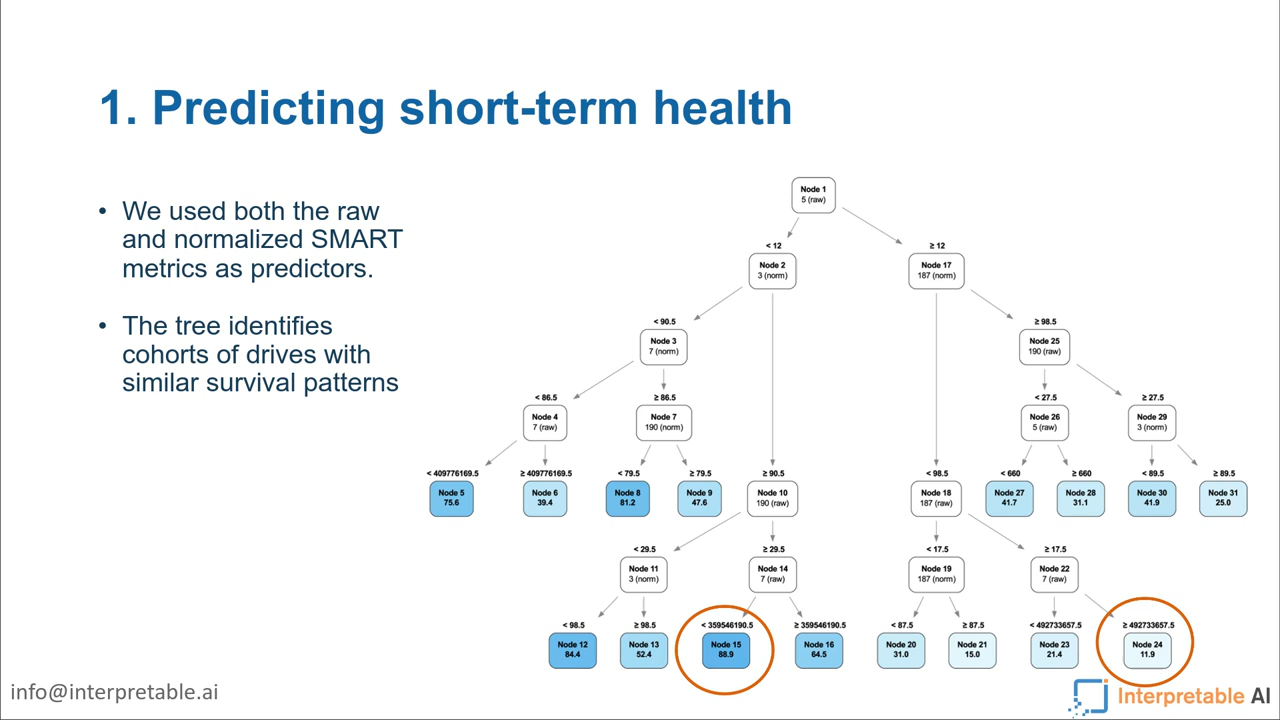 1. Predicting short-term health
• We used both the raw
and normalized SMART
metrics as predictors.
• The tree identifies
cohorts of drives with
similar survival patterns
Node 1
5 (raw)
< 12
≥ 12
Node 2
3 (norm)
Node 17
187 (norm)
< 90.5
≥ 98.5
Node 3
7 (norm)
Node 25
190 (raw)
< 86.5
≥ 86.5
< 27.5
≥ 27.5
Node 4
7 (raw)
Node 7
190 (norm)
Node 26
5 (raw)
Node 29
3 (norm)
< 409776169.5
≥ 409776169.5
< 79.5
≥ 79.5
≥ 90.5
< 98.5
< 660
≥ 660
< 89.5
≥ 89.5
Node 5
75.6
Node 6
39.4
Node 8
81.2
Node 9
47.6
Node 10
190 (raw)
Node 18
187 (raw)
Node 27
41.7
Node 28
31.1
Node 30
41.9
Node 31
25.0
< 29.5
≥ 29.5
< 17.5
≥ 17.5
Node 11
3 (norm)
Node 14
7 (raw)
Node 19
187 (norm)
Node 22
7 (raw)
< 98.5
≥ 98.5
< 359546190.5
≥ 359546190.5
< 87.5
≥ 87.5
< 492733657.5
≥ 492733657.5
Node 12
84.4
Node 13
52.4
Node 15
88.9
Node 16
64.5
Node 20
31.0
Node 21
15.0
Node 23
21.4
Node 24
11.9
info@interpretable.ai
Interpretable AI